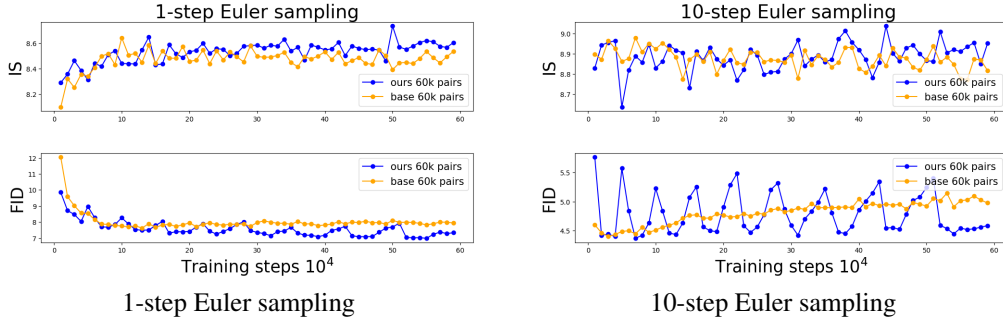 1-step Euler sampling
IS
8.6
8.4
8.2
ours 60k pairs
base 60k pairs
0 10 20 30 40 50 60
FID
12
11
10
9
8
7
ours 60k pairs
base 60k pairs
0 10 20 30 40 50 60
Training steps 10^4
1-step Euler sampling
10-step Euler sampling
IS
9.0
8.9
8.8
8.7
ours 60k pairs
base 60k pairs
0 10 20 30 40 50 60
FID
5.5
5.0
4.5
ours 60k pairs
base 60k pairs
0 10 20 30 40 50 60
Training steps 10^4
10-step Euler sampling